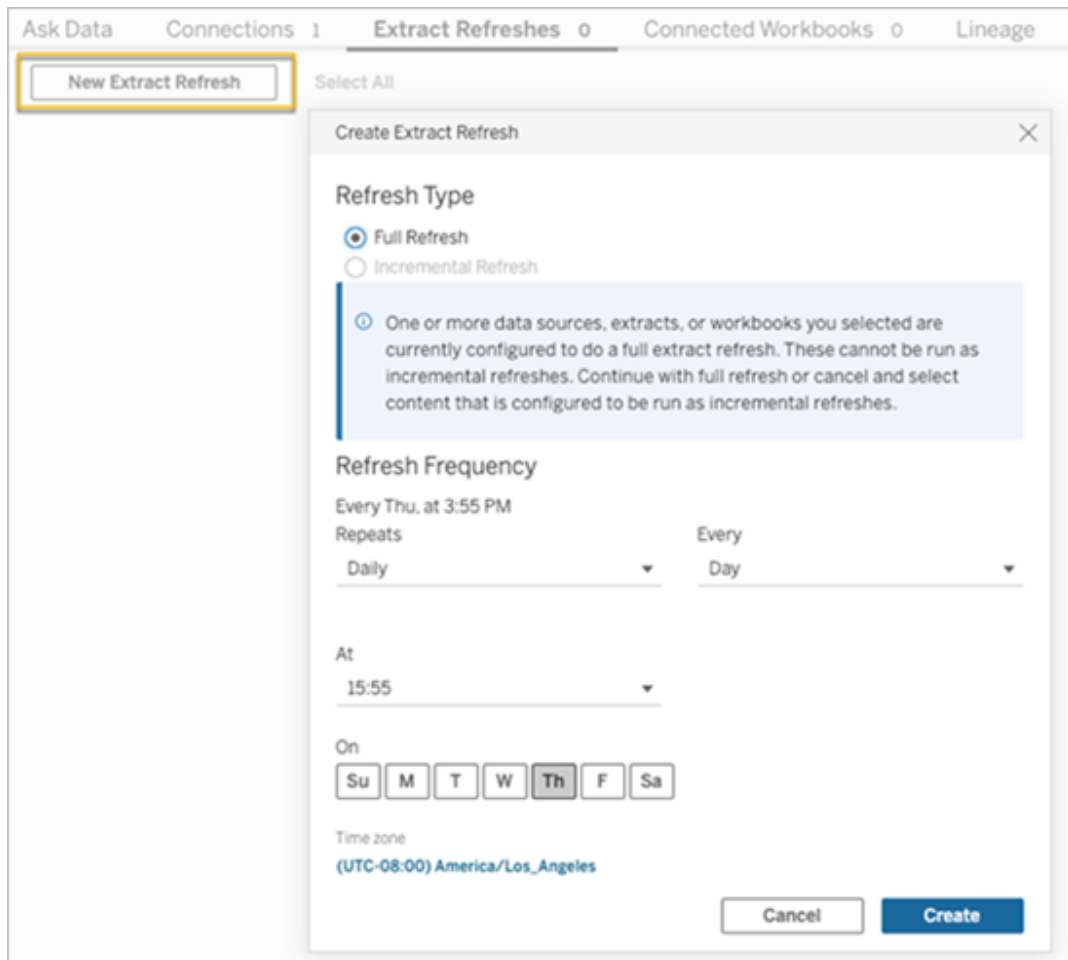 Ask Data Connections 1 Extract Refreshes 0 Connected Workbooks 0 Lineage
New Extract Refresh Select All
Create Extract Refresh
Refresh Type
Full Refresh
Incremental Refresh
One or more data sources, extracts, or workbooks you selected are
currently configured to do a full extract refresh. These cannot be run as
incremental refreshes. Continue with full refresh or cancel and select
content that is configured to be run as incremental refreshes.
Refresh Frequency
Every Thu, at 3:55 PM
Repeats Every
Daily Day
At
15:55
On
Su M T W Th F Sa
Time zone
(UTC-08:00) America/Los_Angeles
Cancel Create